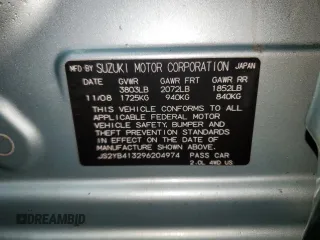 MFD BY SUZUKI MOTOR CORPORATION JAPAN
DATE GVWR GAWR FRT GAWR RR
3803LB 2072LB 1852LB
11/08 1725KG 940KG 840KG
THIS VEHICLE CONFORMS TO ALL
APPLICABLE FEDERAL MOTOR
VEHICLE SAFETY, BUMPER AND
THEFT PREVENTION STANDARDS
IN EFFECT ON THE DATE OF
MANUFACTURE SHOWN ABOVE.
JS2YB413296204974 PASS CAR
2.0L 4WD US
DREAMBID